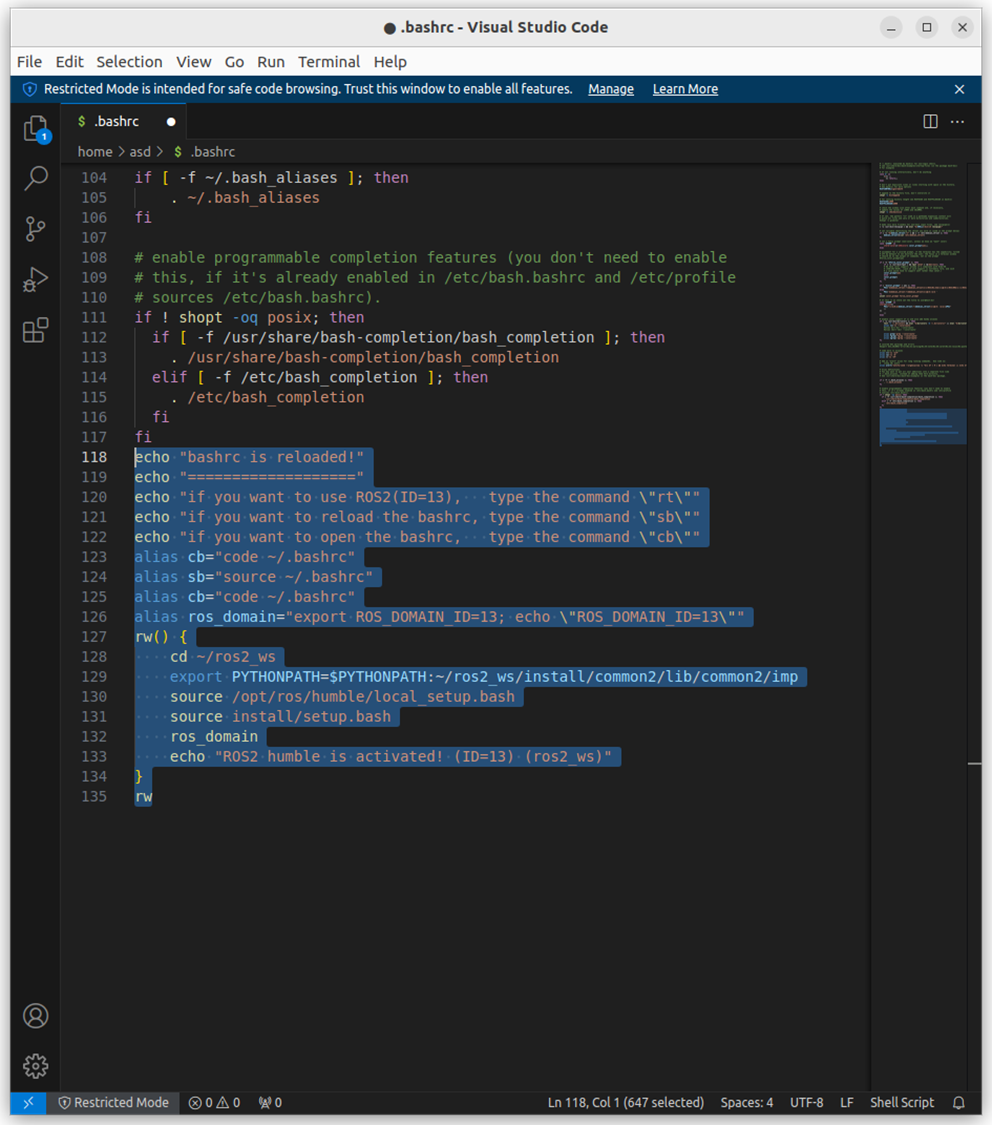 .bashrc - Visual Studio Code
File Edit Selection View Go Run Terminal Help
Restricted Mode is intended for safe code browsing. Trust this window to enable all features. Manage Learn More
1
$ .bashrc
home > asd > $ .bashrc
104 if [ -f ~/.bash_aliases ]; then
105     . ~/.bash_aliases
106 fi
107
108 # enable programmable completion features (you don't need to enable
109 # this, if it's already enabled in /etc/bash.bashrc and /etc/profile
110 # sources /etc/bash.bashrc).
111 if ! shopt -oq posix; then
112   if [ -f /usr/share/bash-completion/bash_completion ]; then
113     . /usr/share/bash-completion/bash_completion
114   elif [ -f /etc/bash_completion ]; then
115     . /etc/bash_completion
116   fi
117 fi
118 echo "bashrc is reloaded!"
119 echo "==================="
120 echo "if you want to use ROS2(ID=13),   type the command \"rt\""
121 echo "if you want to reload the bashrc, type the command \"sb\""
122 echo "if you want to open the bashrc,   type the command \"cb\""
123 alias cb="code ~/.bashrc"
124 alias sb="source ~/.bashrc"
125 alias cb="code ~/.bashrc"
126 alias ros_domain="export ROS_DOMAIN_ID=13; echo \"ROS_DOMAIN_ID=13\""
127 rw() {
128     cd ~/ros2_ws
129     export PYTHONPATH=$PYTHONPATH:~/ros2_ws/install/common2/lib/common2/imp
130     source /opt/ros/humble/local_setup.bash
131     source install/setup.bash
132     ros_domain
133     echo "ROS2 humble is activated! (ID=13) (ros2_ws)"
134 }
135 rw
Restricted Mode 0 0 0 Ln 118, Col 1 (647 selected) Spaces: 4 UTF-8 LF Shell Script